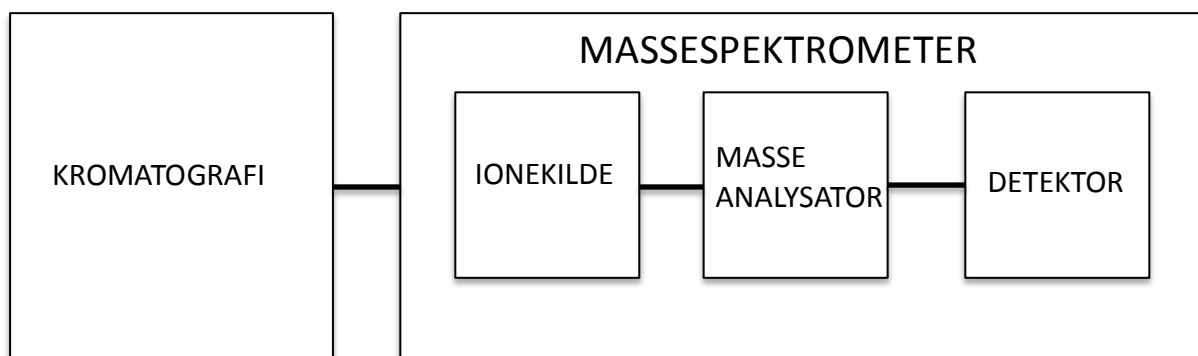 MASSESPEKTROMETER
KROMATOGRAFI
IONEKILDE
MASSE
ANALYSATOR
DETEKTOR